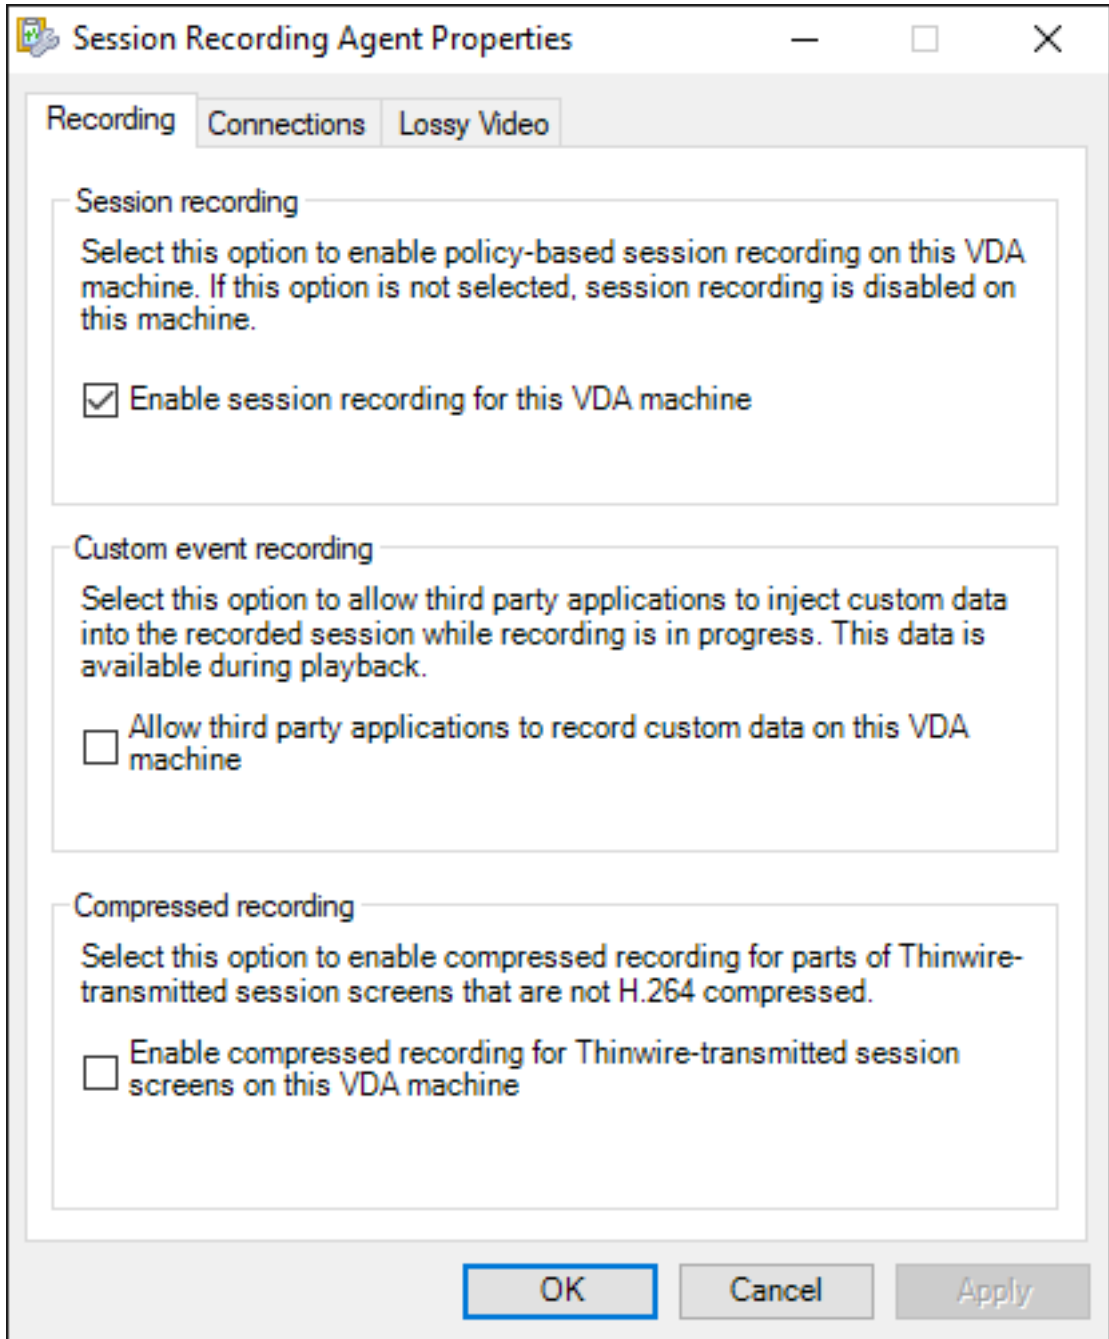 Session Recording Agent Properties
Recording
Connections
Lossy Video
Session recording
Select this option to enable policy-based session recording on this VDA
machine. If this option is not selected, session recording is disabled on
this machine.
Enable session recording for this VDA machine
Custom event recording
Select this option to allow third party applications to inject custom data
into the recorded session while recording is in progress. This data is
available during playback.
Allow third party applications to record custom data on this VDA
machine
Compressed recording
Select this option to enable compressed recording for parts of Thinwire-
transmitted session screens that are not H.264 compressed.
Enable compressed recording for Thinwire-transmitted session
screens on this VDA machine
OK
Cancel
Apply